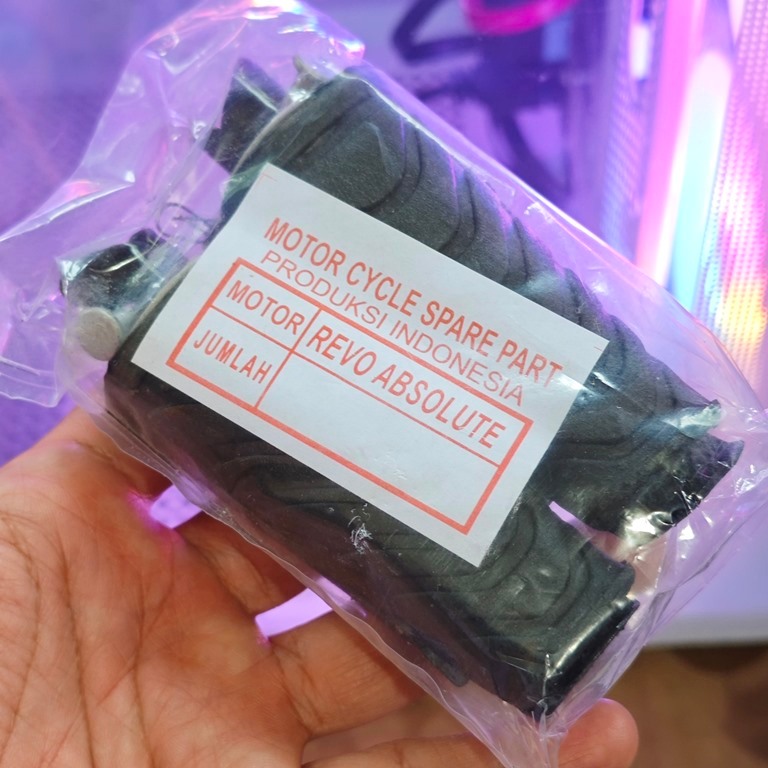 MOTOR CYCLE SPARE PART
PRODUKSI INDONESIA
MOTOR REVO ABSOLUTE
JUMLAH